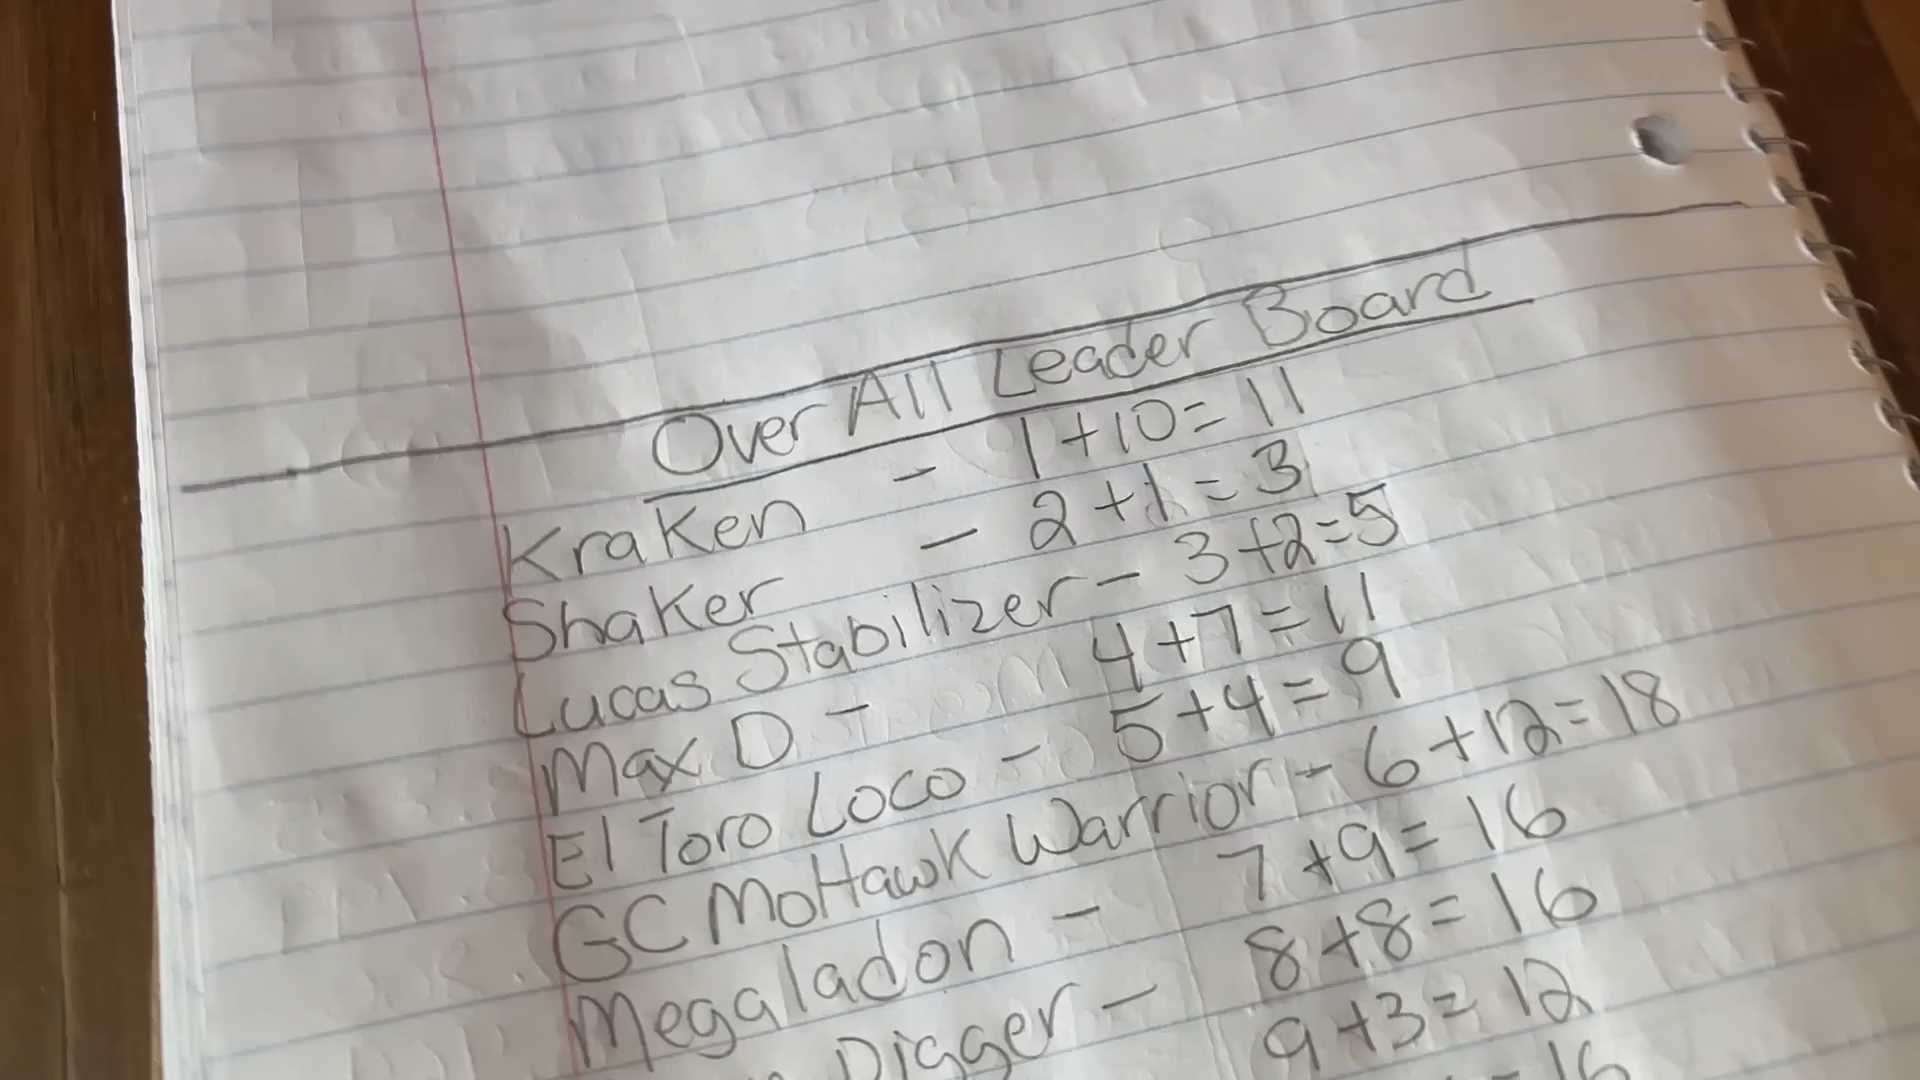 Over All Leader Board
Kraken - 1+10=11
Shaker - 2+1=3
Lucas Stabilizer - 3+2=5
Max D - 4+7=11
El Toro Loco - 5+4=9
GC MoHawk Warrior - 6+12=18
Megaladon - 7+9=16
Digger - 8+8=16
9+3=12
=16